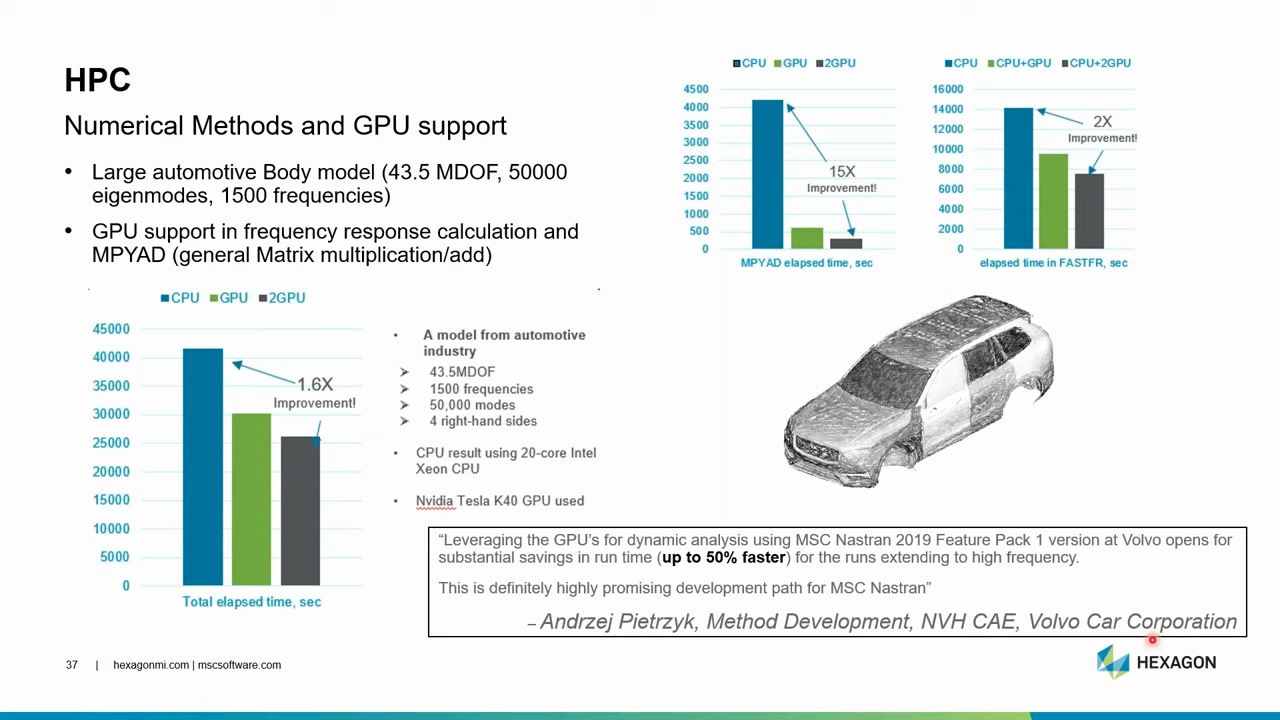 HPC
Numerical Methods and GPU support
• Large automotive Body model (43.5 MDOF, 50000
eigenmodes, 1500 frequencies)
• GPU support in frequency response calculation and
MPYAD (general Matrix multiplication/add)
CPU GPU 2GPU
4500
4000
3500
3000
2500
2000
1500
1000
500
0
15X
Improvement!
MPYAD elapsed time, sec
CPU CPU+GPU CPU+2GPU
16000
14000
12000
10000
8000
6000
4000
2000
0
2X
Improvement!
elapsed time in FASTFR, sec
CPU GPU 2GPU
45000
40000
35000
30000
25000
20000
15000
10000
5000
0
1.6X
Improvement!
Total elapsed time, sec
• A model from automotive
industry
➢ 43.5MDOF
➢ 1500 frequencies
➢ 50,000 modes
➢ 4 right-hand sides
• CPU result using 20-core Intel
Xeon CPU
• Nvidia Tesla K40 GPU used
“Leveraging the GPU’s for dynamic analysis using MSC Nastran 2019 Feature Pack 1 version at Volvo opens for
substantial savings in run time (up to 50% faster) for the runs extending to high frequency.
This is definitely highly promising development path for MSC Nastran”
– Andrzej Pietrzyk, Method Development, NVH CAE, Volvo Car Corporation
37 | hexagonmi.com | mscsoftware.com
HEXAGON